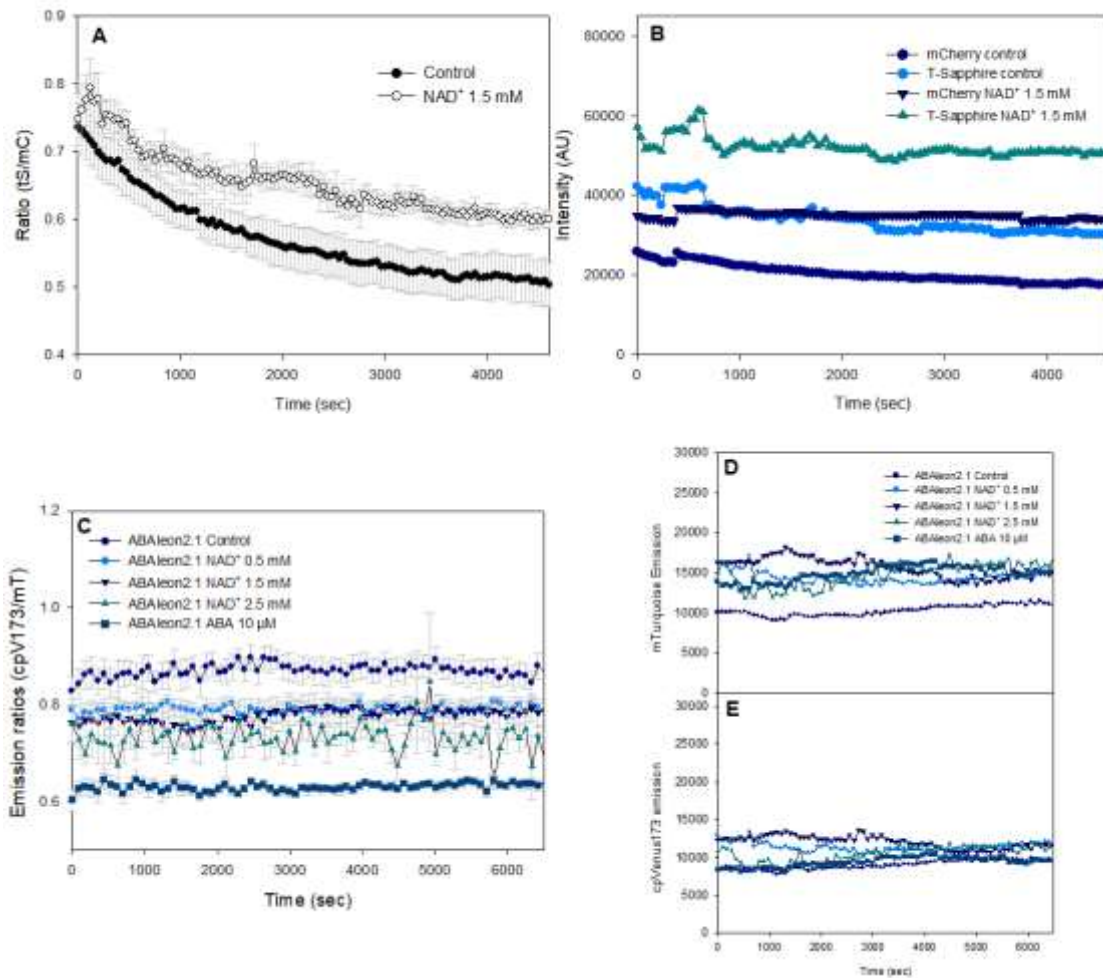 A
0.9
0.8
0.7
0.6
0.5
0.4
Ratio (tS/mC)
Control
NAD⁺ 1.5 mM
0
1000
2000
3000
4000
Time (sec)
B
80000
60000
40000
20000
0
Intensity (AU)
mCherry control
T-Sapphire control
mCherry NAD⁺ 1.5 mM
T-Sapphire NAD⁺ 1.5 mM
0
1000
2000
3000
4000
Time (sec)
C
1.2
1.0
0.8
0.6
Emission ratios (cpV173/mT)
ABAleon2.1 Control
ABAleon2.1 NAD⁺ 0.5 mM
ABAleon2.1 NAD⁺ 1.5 mM
ABAleon2.1 NAD⁺ 2.5 mM
ABAleon2.1 ABA 10 µM
0
1000
2000
3000
4000
5000
6000
Time (sec)
D
30000
25000
20000
15000
10000
5000
0
mTurquoise Emission
ABAleon2.1 Control
ABAleon2.1 NAD⁺ 0.5 mM
ABAleon2.1 NAD⁺ 1.5 mM
ABAleon2.1 NAD⁺ 2.5 mM
ABAleon2.1 ABA 10 µM
E
30000
25000
20000
15000
10000
5000
0
cpVenus173 emission
0
1000
2000
3000
4000
5000
6000
Time (sec)